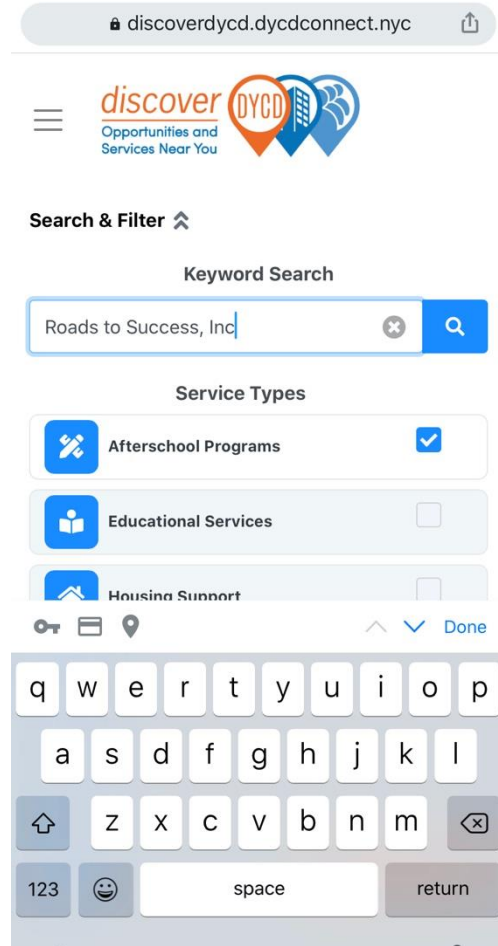 discoverdycd.dycdconnect.nyc
discover DYCD
Opportunities and
Services Near You
Search & Filter
Keyword Search
Roads to Success, Inc
Service Types
Afterschool Programs
Educational Services
Housing Support
Done
q w e r t y u i o p
a s d f g h j k l
z x c v b n m
123 space return